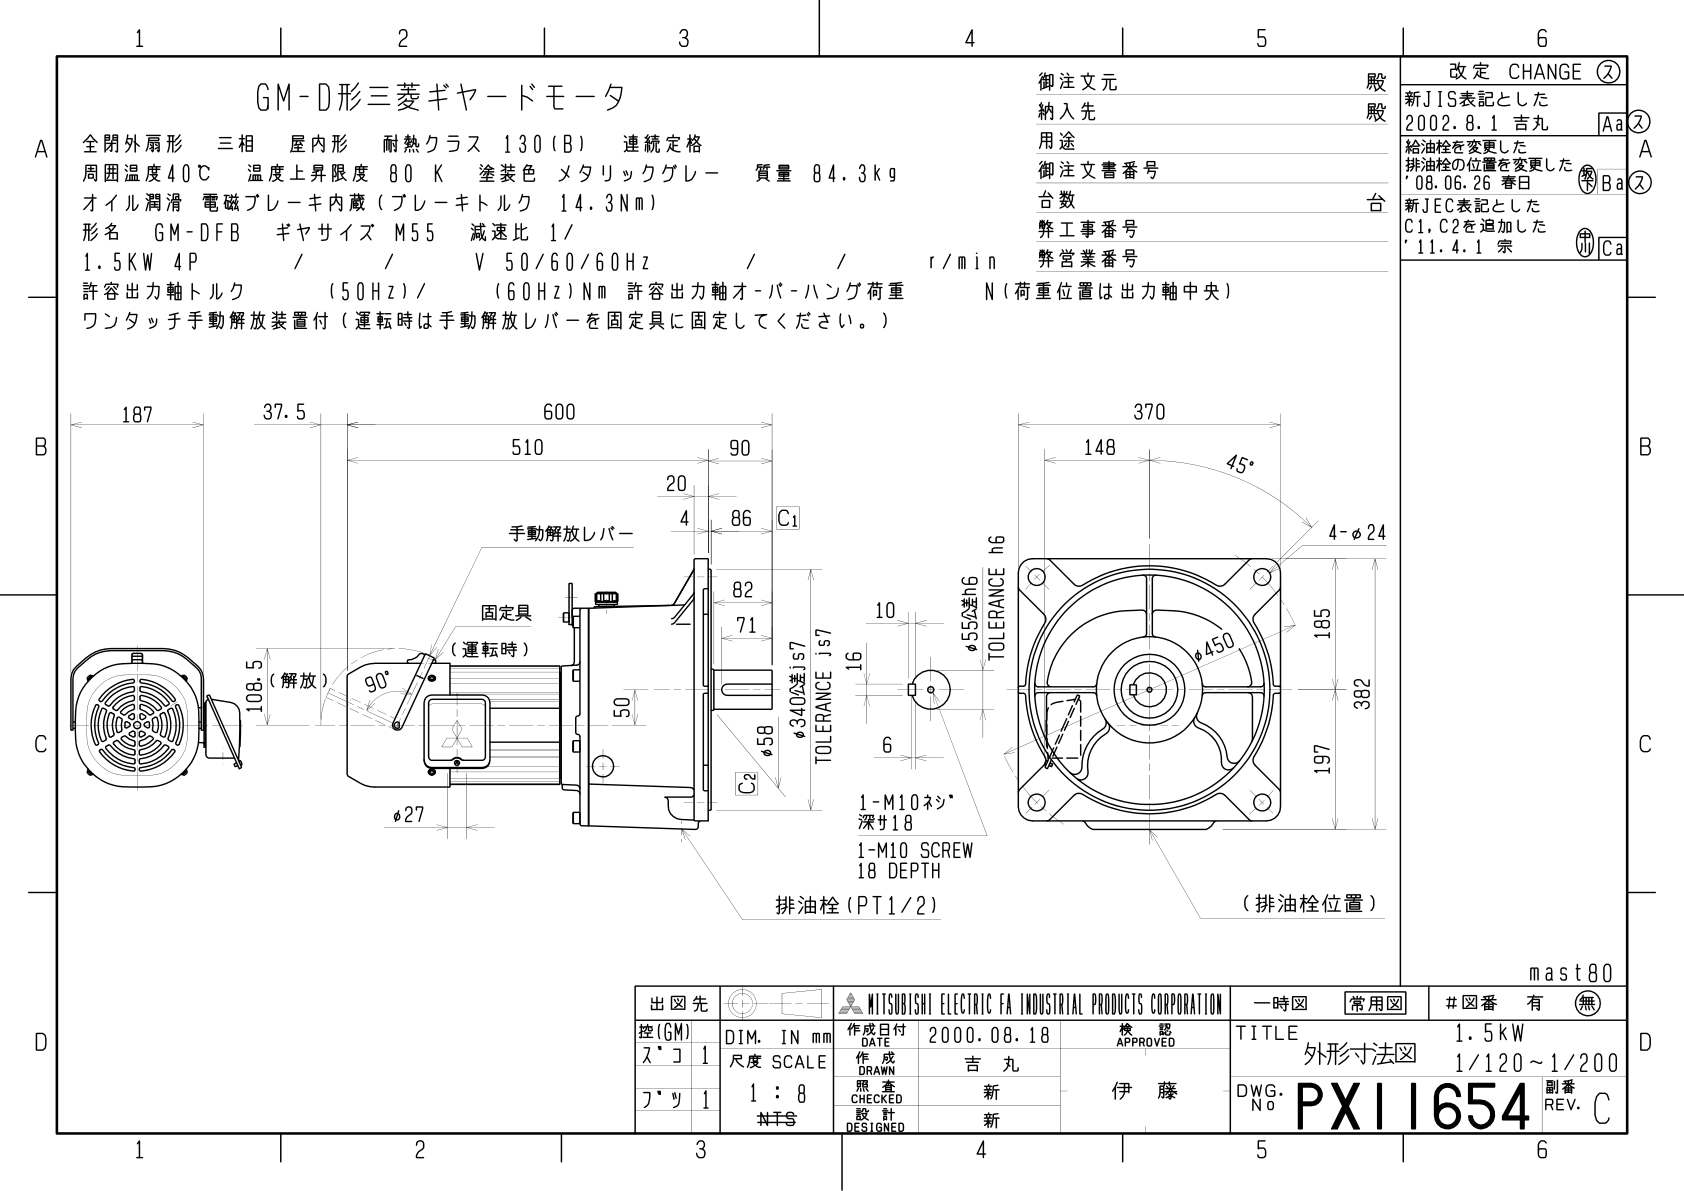 1 2 3 4 5 6
GM-D形三菱ギヤードモータ
全閉外扇形 三相 屋内形 耐熱クラス 130(B) 連続定格
周囲温度40℃ 温度上昇限度 80 K 塗装色 メタリックグレー 質量 84.3kg
オイル潤滑 電磁ブレーキ内蔵(ブレーキトルク 14.3Nm)
形名 GM-DFB ギヤサイズ M55 減速比 1/
1.5KW 4P / / V 50/60/60Hz / / r/min
許容出力軸トルク (50Hz)/ (60Hz)Nm 許容出力軸オ-バ-ハング荷重 N(荷重位置は出力軸中央)
ワンタッチ手動解放装置付(運転時は手動解放レバーを固定具に固定してください。)
御注文元 殿
納入先 殿
用途
御注文書番号
台数 台
弊工事番号
弊営業番号
改定 CHANGE ス
新JIS表記とした
2002.8.1 吉丸 Aa ス
給油栓を変更した
排油栓の位置を変更した
'08.06.26 春日 坂下 Ba ス
新JEC表記とした
C1,C2を追加した
'11.4.1 宗 中川 Ca
A
A
B
B
C
C
D
D
187
37.5
600
510
90
20
4
86
C1
82
71
手動解放レバー
固定具
(運転時)
(解放)
108.5
90°
50
φ27
φ58
C2
φ340公差js7
TOLERANCE js7
排油栓(PT1/2)
10
16
6
φ55公差h6
TOLERANCE h6
1-M10ネジ
深サ18
1-M10 SCREW
18 DEPTH
370
148
45°
4-φ24
φ450
185
197
382
(排油栓位置)
mast80
出図先
控(GM)
ズコ 1
ブツ 1
DIM. IN mm
尺度 SCALE
1 : 8
NTS
MITSUBISHI ELECTRIC FA INDUSTRIAL PRODUCTS CORPORATION
作成日付
DATE
2000.08.18
作 成
DRAWN
吉 丸
照 査
CHECKED
新
設 計
DESIGNED
新
検 認
APPROVED
伊 藤
一時図 常用図 #図番 有 無
TITLE
外形寸法図
1.5kW
1/120~1/200
DWG.
No
PX11654
副番
REV.
C
1 2 3 4 5 6